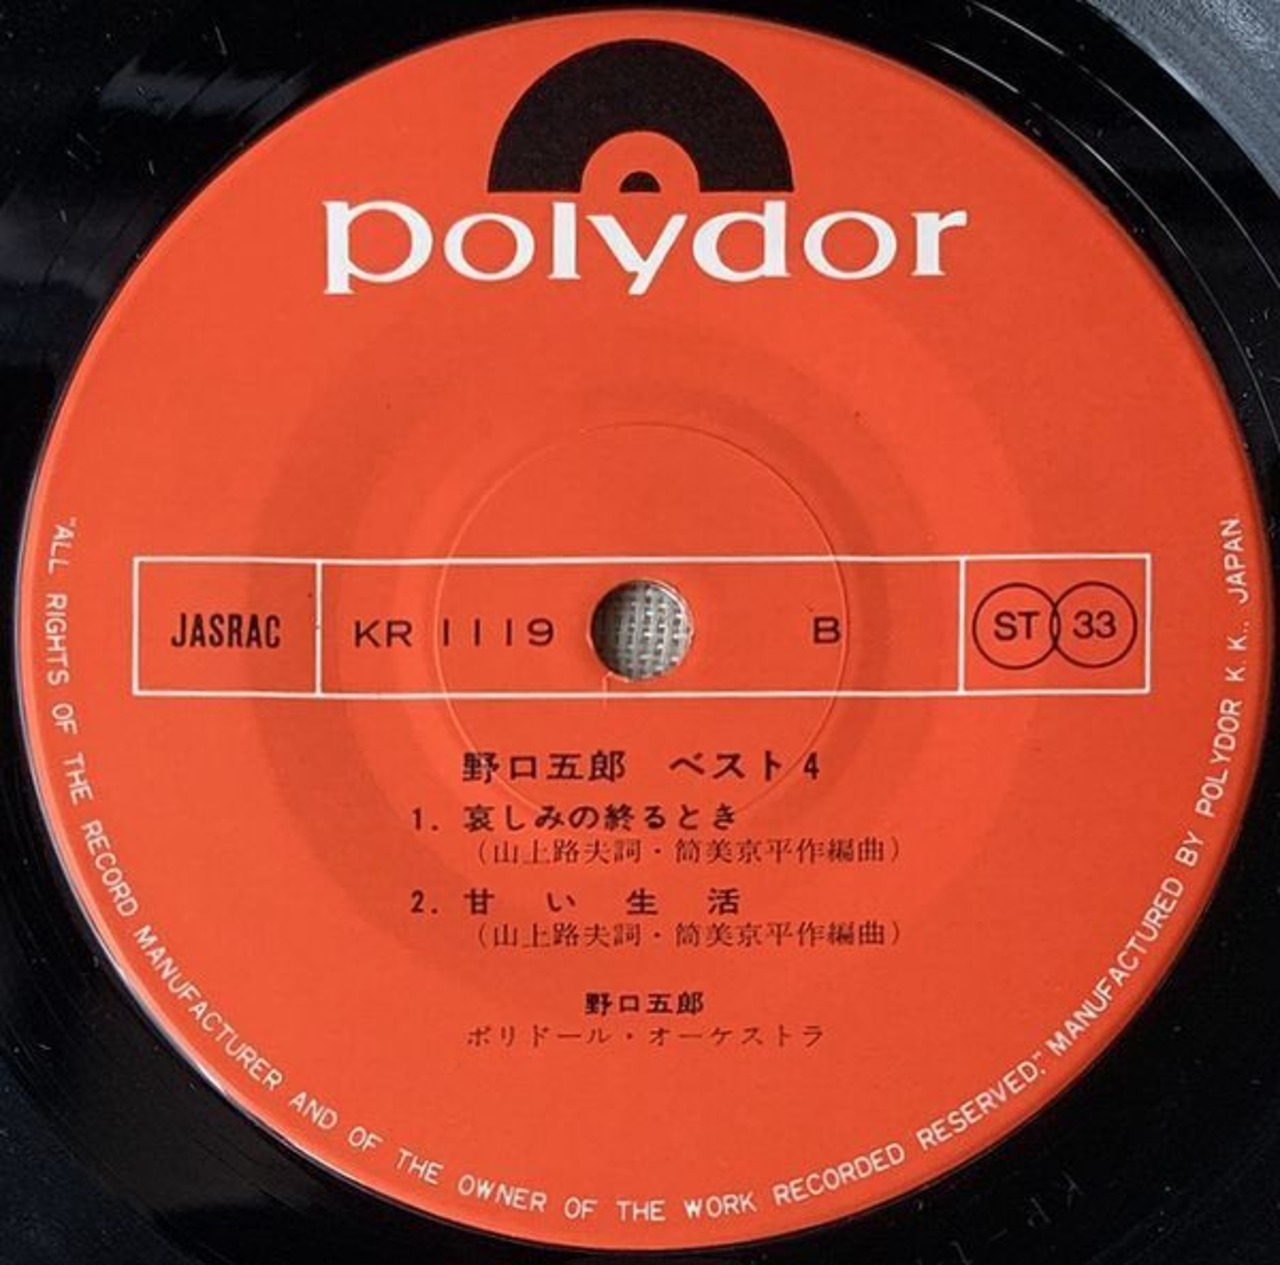 polydor
JASRAC KR 1119 B ST 33
野口五郎 ベスト4
1. 哀しみの終るとき
(山上路夫詞・筒美京平作編曲)
2. 甘い生活
(山上路夫詞・筒美京平作編曲)
野口五郎
ポリドール・オーケストラ
"ALL RIGHTS OF THE RECORD MANUFACTURER AND OF THE OWNER OF THE WORK RECORDED RESERVED." MANUFACTURED BY POLYDOR K.K., JAPAN